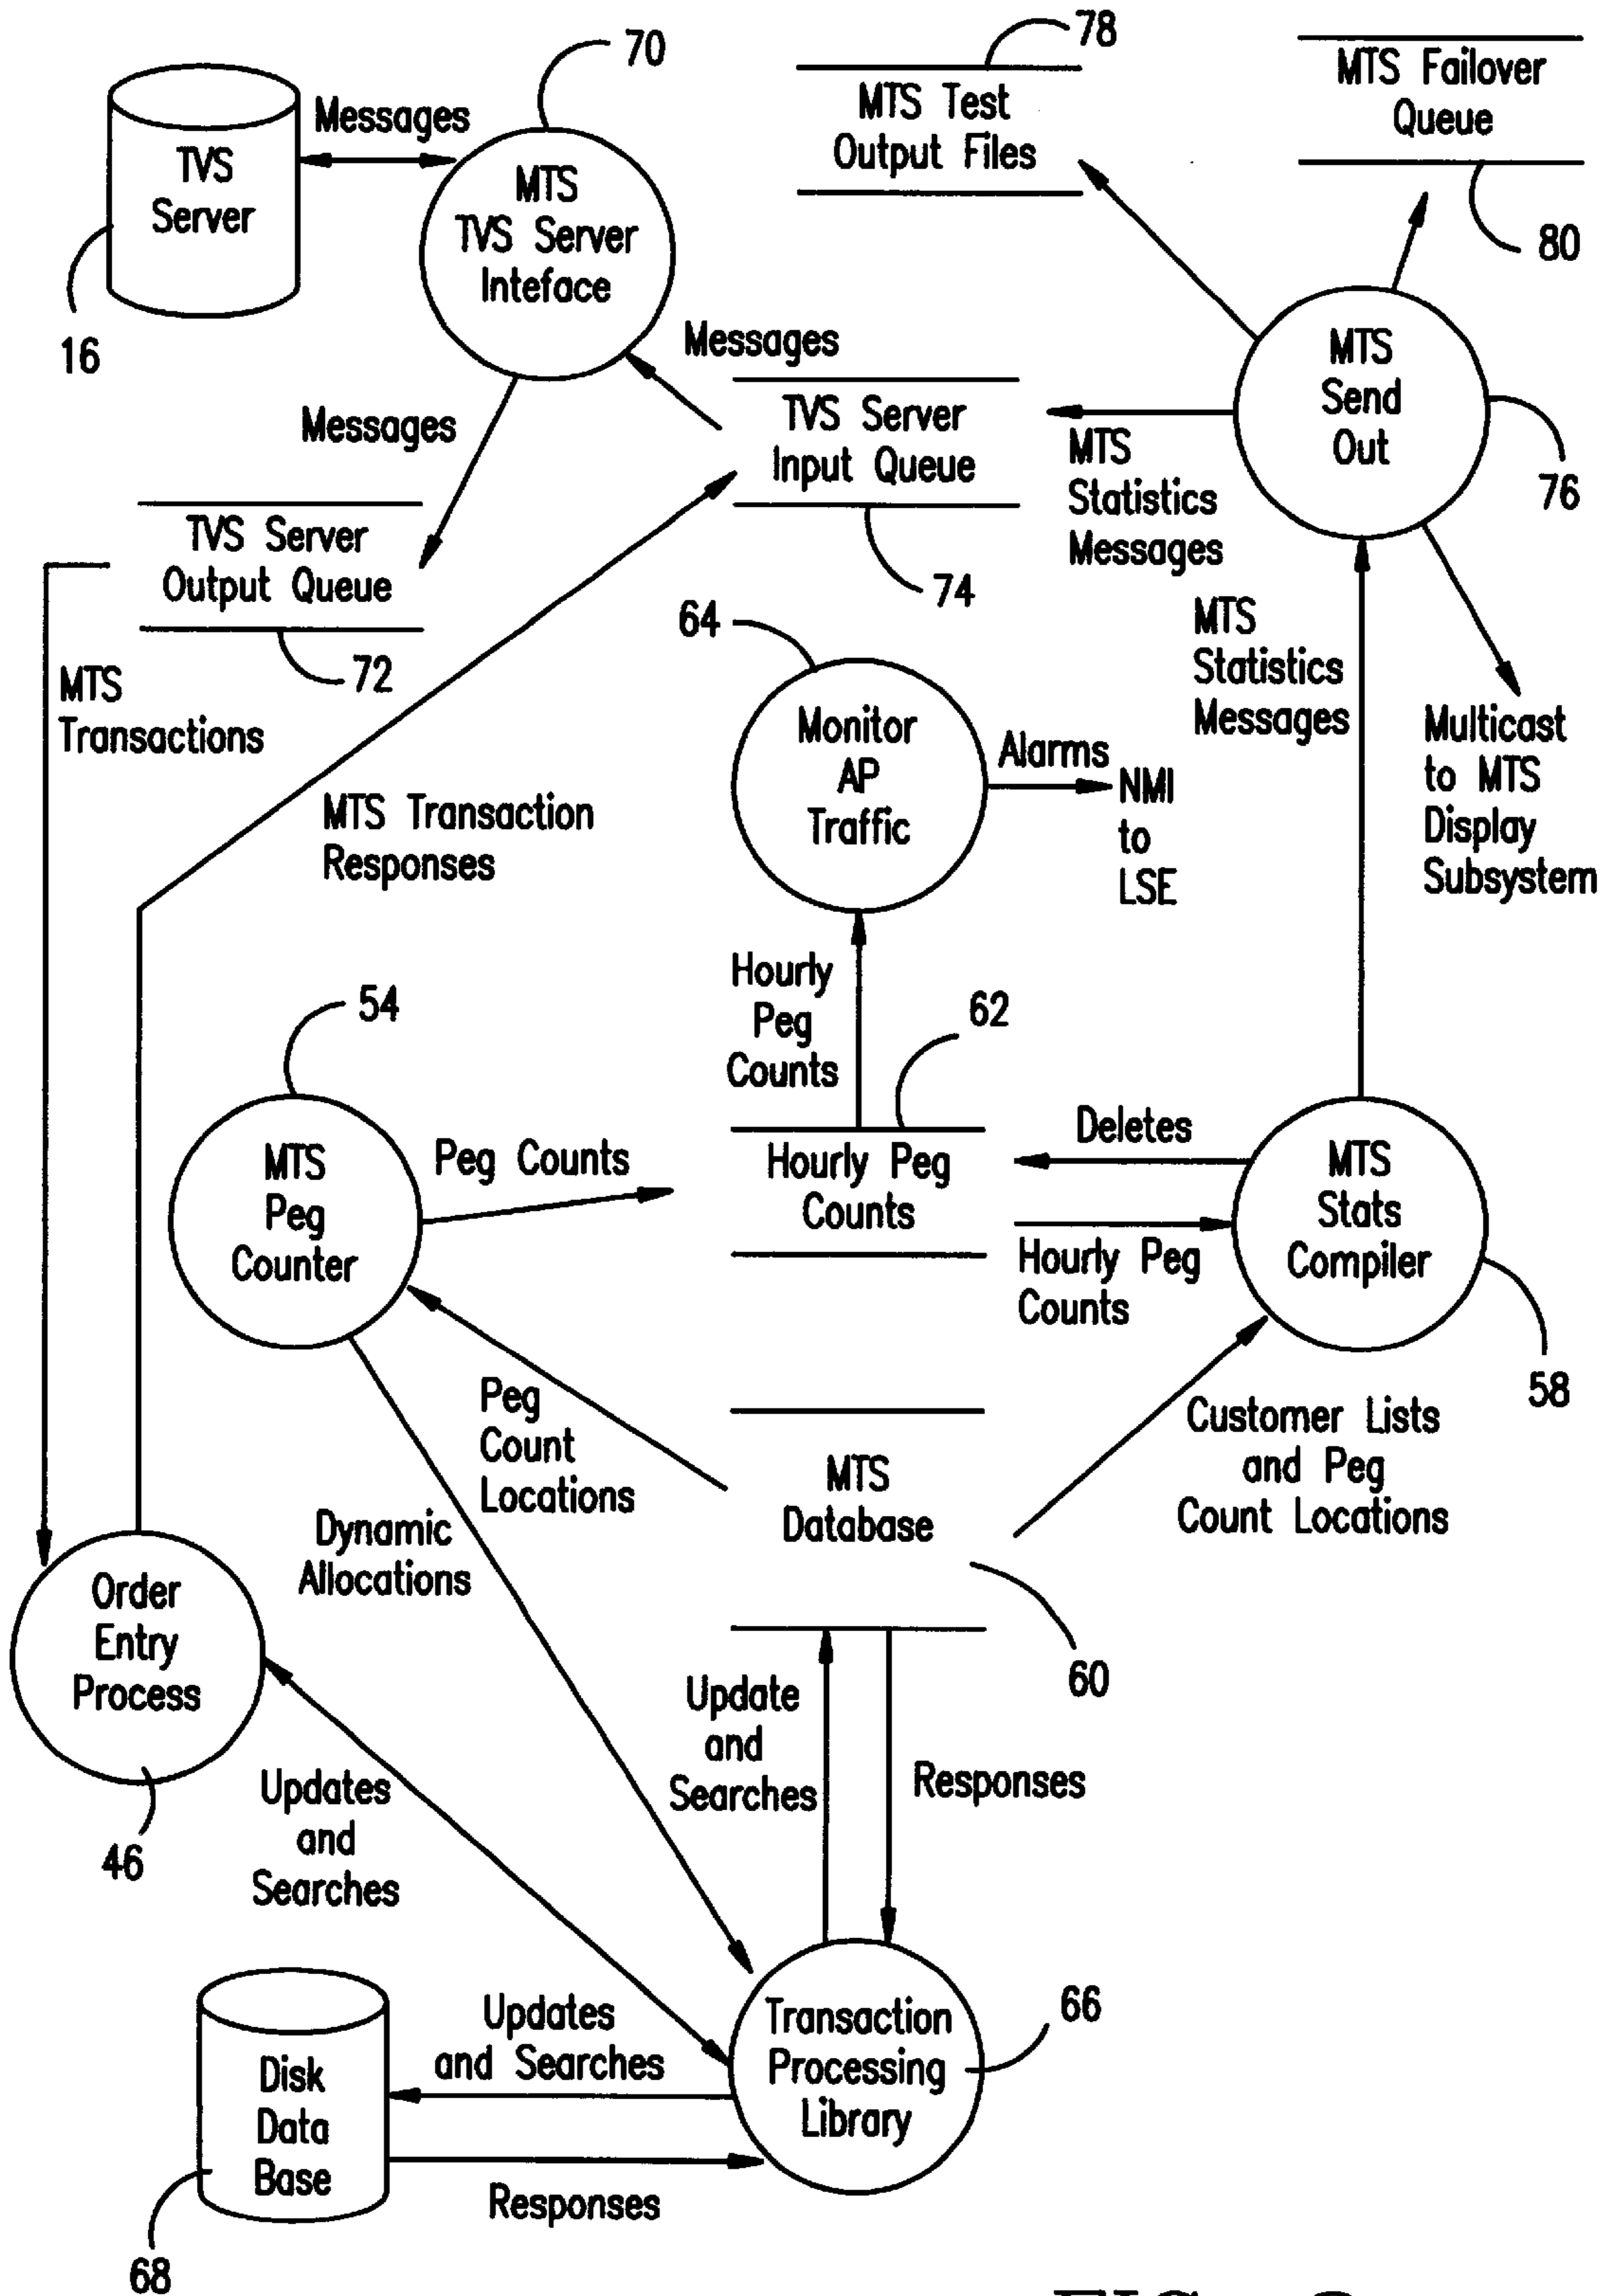 70
78
MTS Failover
Queue
80
TVS
Server
16
Messages
MTS
TVS Server
Inteface
MTS Test
Output Files
MTS
Send
Out
76
Messages
Messages
TVS Server
Input Queue
74
MTS
Statistics
Messages
TVS Server
Output Queue
72
MTS
Transactions
64
Monitor
AP
Traffic
Alarms
NMI
to
LSE
MTS
Statistics
Messages
Multicast
to MTS
Display
Subsystem
MTS Transaction
Responses
54
Hourly
Peg
Counts
62
MTS
Peg
Counter
Peg Counts
Hourly Peg
Counts
Deletes
Hourly Peg
Counts
MTS
Stats
Compiler
58
Peg
Count
Locations
MTS
Database
60
Customer Lists
and Peg
Count Locations
Dynamic
Allocations
Order
Entry
Process
46
Updates
and
Searches
Update
and
Searches
Responses
Disk
Data
Base
68
Updates
and Searches
Responses
Transaction
Processing
Library
66